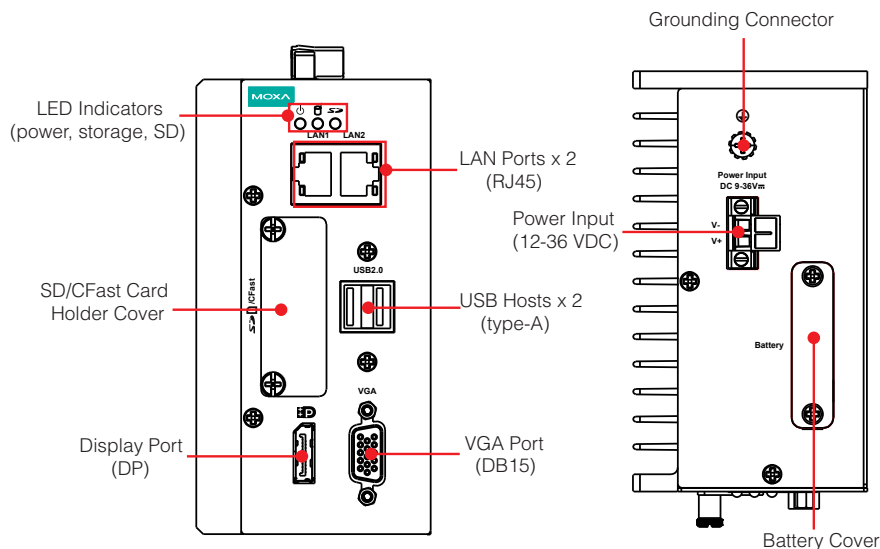 Grounding Connector
MOXA
LED Indicators
(power, storage, SD)
LAN1 LAN2
LAN Ports x 2
(RJ45)
Power Input
DC 9-36V
Power Input
(12-36 VDC)
V-
V+
SD/CFast Card
Holder Cover
SD/CFast
USB2.0
USB Hosts x 2
(type-A)
Battery
VGA
Display Port
(DP)
VGA Port
(DB15)
Battery Cover